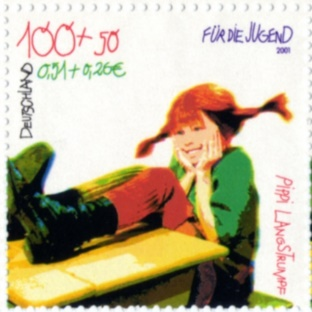 100+50
FÜR DIE JUGEND
2001
0,51+0,26€
DEUTSCHLAND
PIPPI LANGSTRUMPF